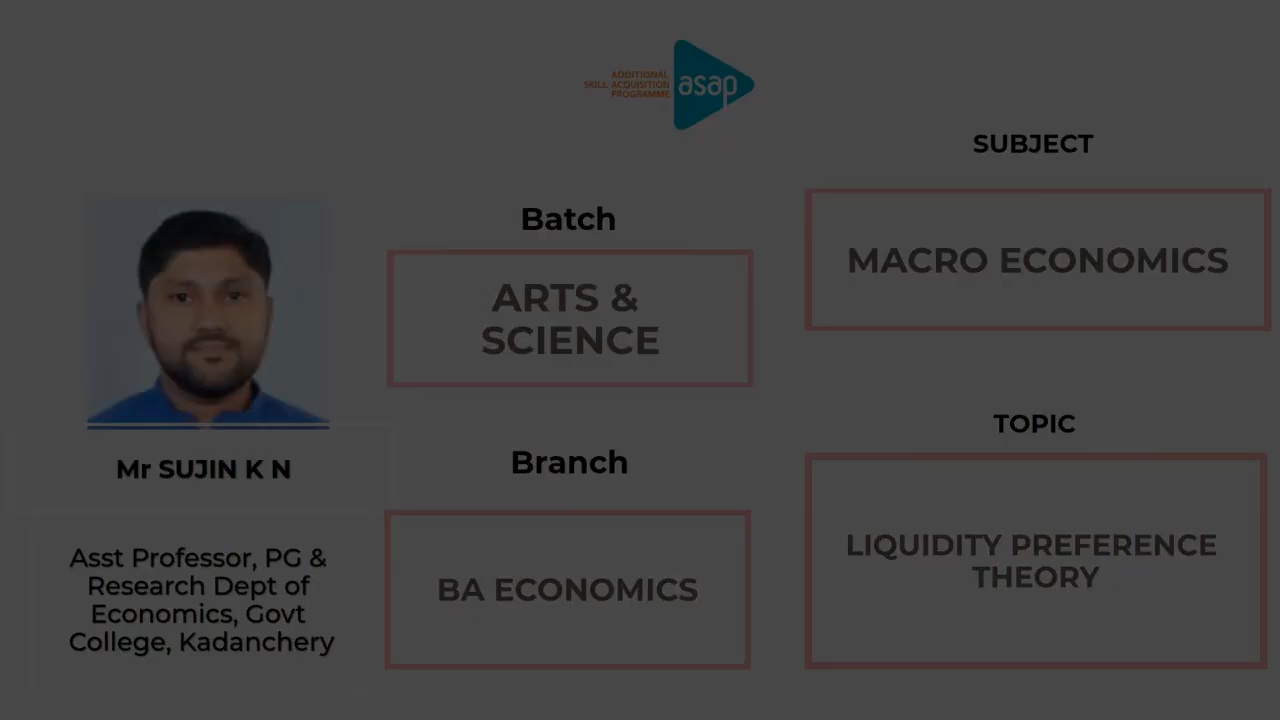 ADDITIONAL
SKILL ACQUISITION
PROGRAMME
asap
Mr SUJIN K N
Asst Professor, PG &
Research Dept of
Economics, Govt
College, Kadanchery
Batch
ARTS &
SCIENCE
Branch
BA ECONOMICS
SUBJECT
MACRO ECONOMICS
TOPIC
LIQUIDITY PREFERENCE
THEORY